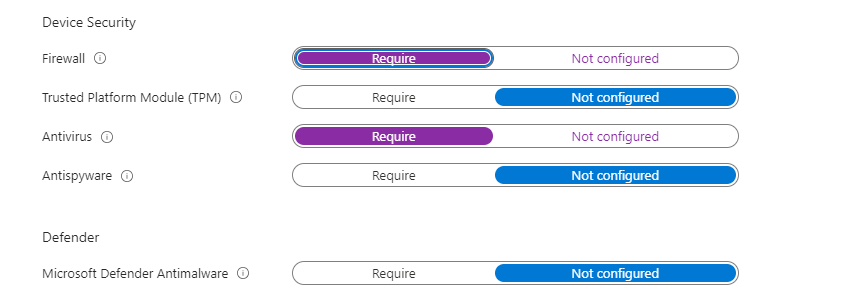 Device Security
Firewall Require Not configured
Trusted Platform Module (TPM) Require Not configured
Antivirus Require Not configured
Antispyware Require Not configured
Defender
Microsoft Defender Antimalware Require Not configured